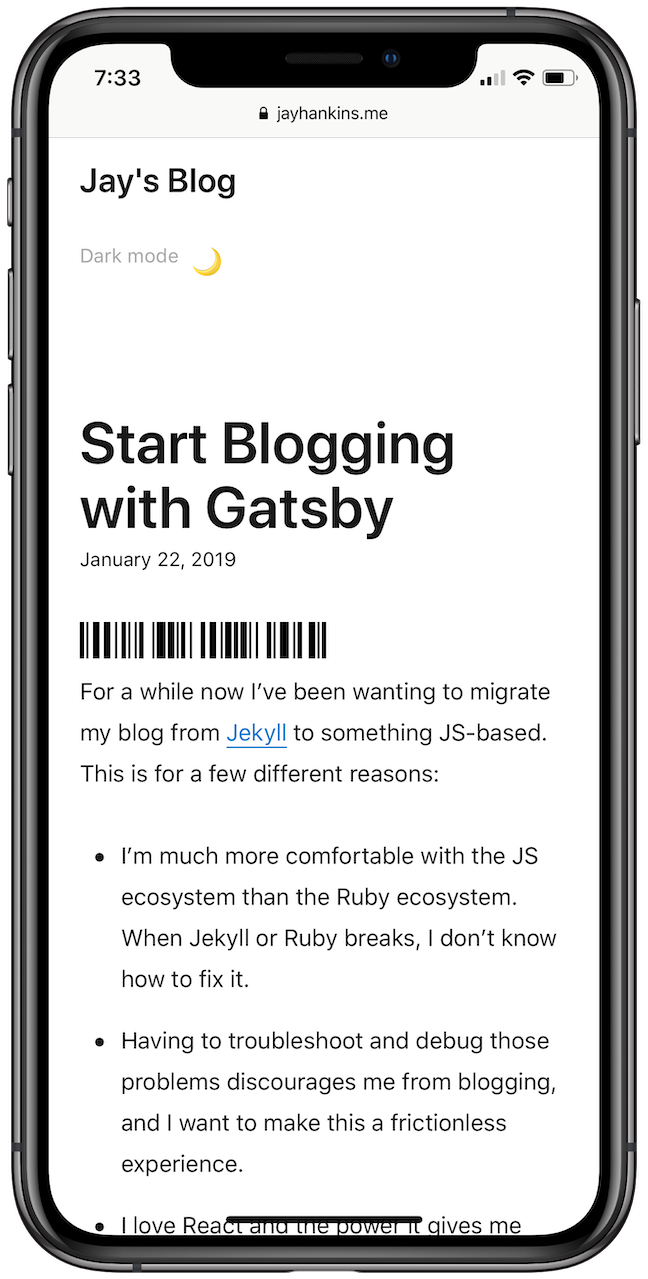 7:33
jayhankins.me
Jay's Blog
Dark mode 🌙
Start Blogging
with Gatsby
January 22, 2019
For a while now I’ve been wanting to migrate
my blog from Jekyll to something JS-based.
This is for a few different reasons:
• I’m much more comfortable with the JS
ecosystem than the Ruby ecosystem.
When Jekyll or Ruby breaks, I don’t know
how to fix it.
• Having to troubleshoot and debug those
problems discourages me from blogging,
and I want to make this a frictionless
experience.
• I love React and the power it gives me